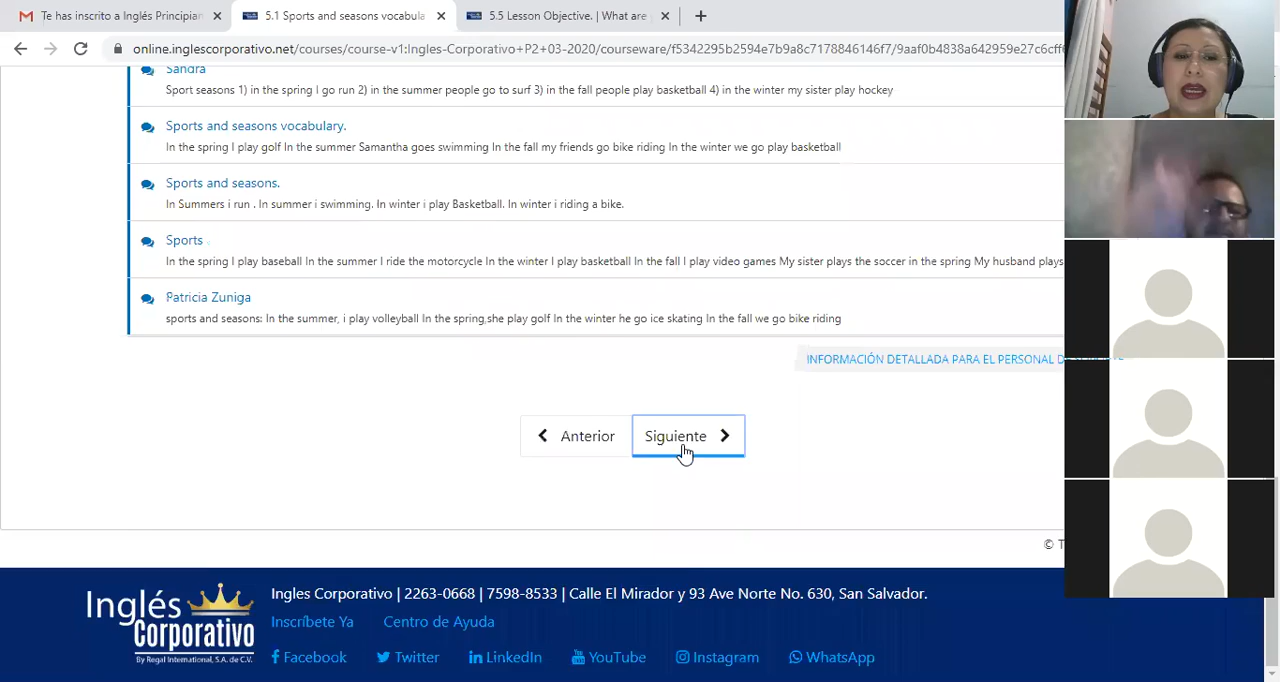 Te has inscrito a Inglés Principian
5.1 Sports and seasons vocabula
5.5 Lesson Objective. | What are
online.inglescorporativo.net/courses/course-v1:Ingles-Corporativo+P2+03-2020/courseware/f5342295b2594e7b9a8c7178846146f7/9aaf0b4838a642959e27c6cff6
Sandra
Sport seasons 1) in the spring I go run 2) in the summer people go to surf 3) in the fall people play basketball 4) in the winter my sister play hockey
Sports and seasons vocabulary.
In the spring I play golf In the summer Samantha goes swimming In the fall my friends go bike riding In the winter we go play basketball
Sports and seasons.
In Summers i run . In summer i swimming. In winter i play Basketball. In winter i riding a bike.
Sports
In the spring I play baseball In the summer I ride the motorcycle In the winter I play basketball In the fall I play video games My sister plays the soccer in the spring My husband plays
Patricia Zuniga
sports and seasons: In the summer, i play volleyball In the spring,she play golf In the winter he go ice skating In the fall we go bike riding
INFORMACIÓN DETALLADA PARA EL PERSONAL
Anterior
Siguiente
©
Inglés Corporativo
By Regal International, S.A. de C.V.
Ingles Corporativo | 2263-0668 | 7598-8533 | Calle El Mirador y 93 Ave Norte No. 630, San Salvador.
Inscríbete Ya
Centro de Ayuda
Facebook
Twitter
LinkedIn
YouTube
Instagram
WhatsApp